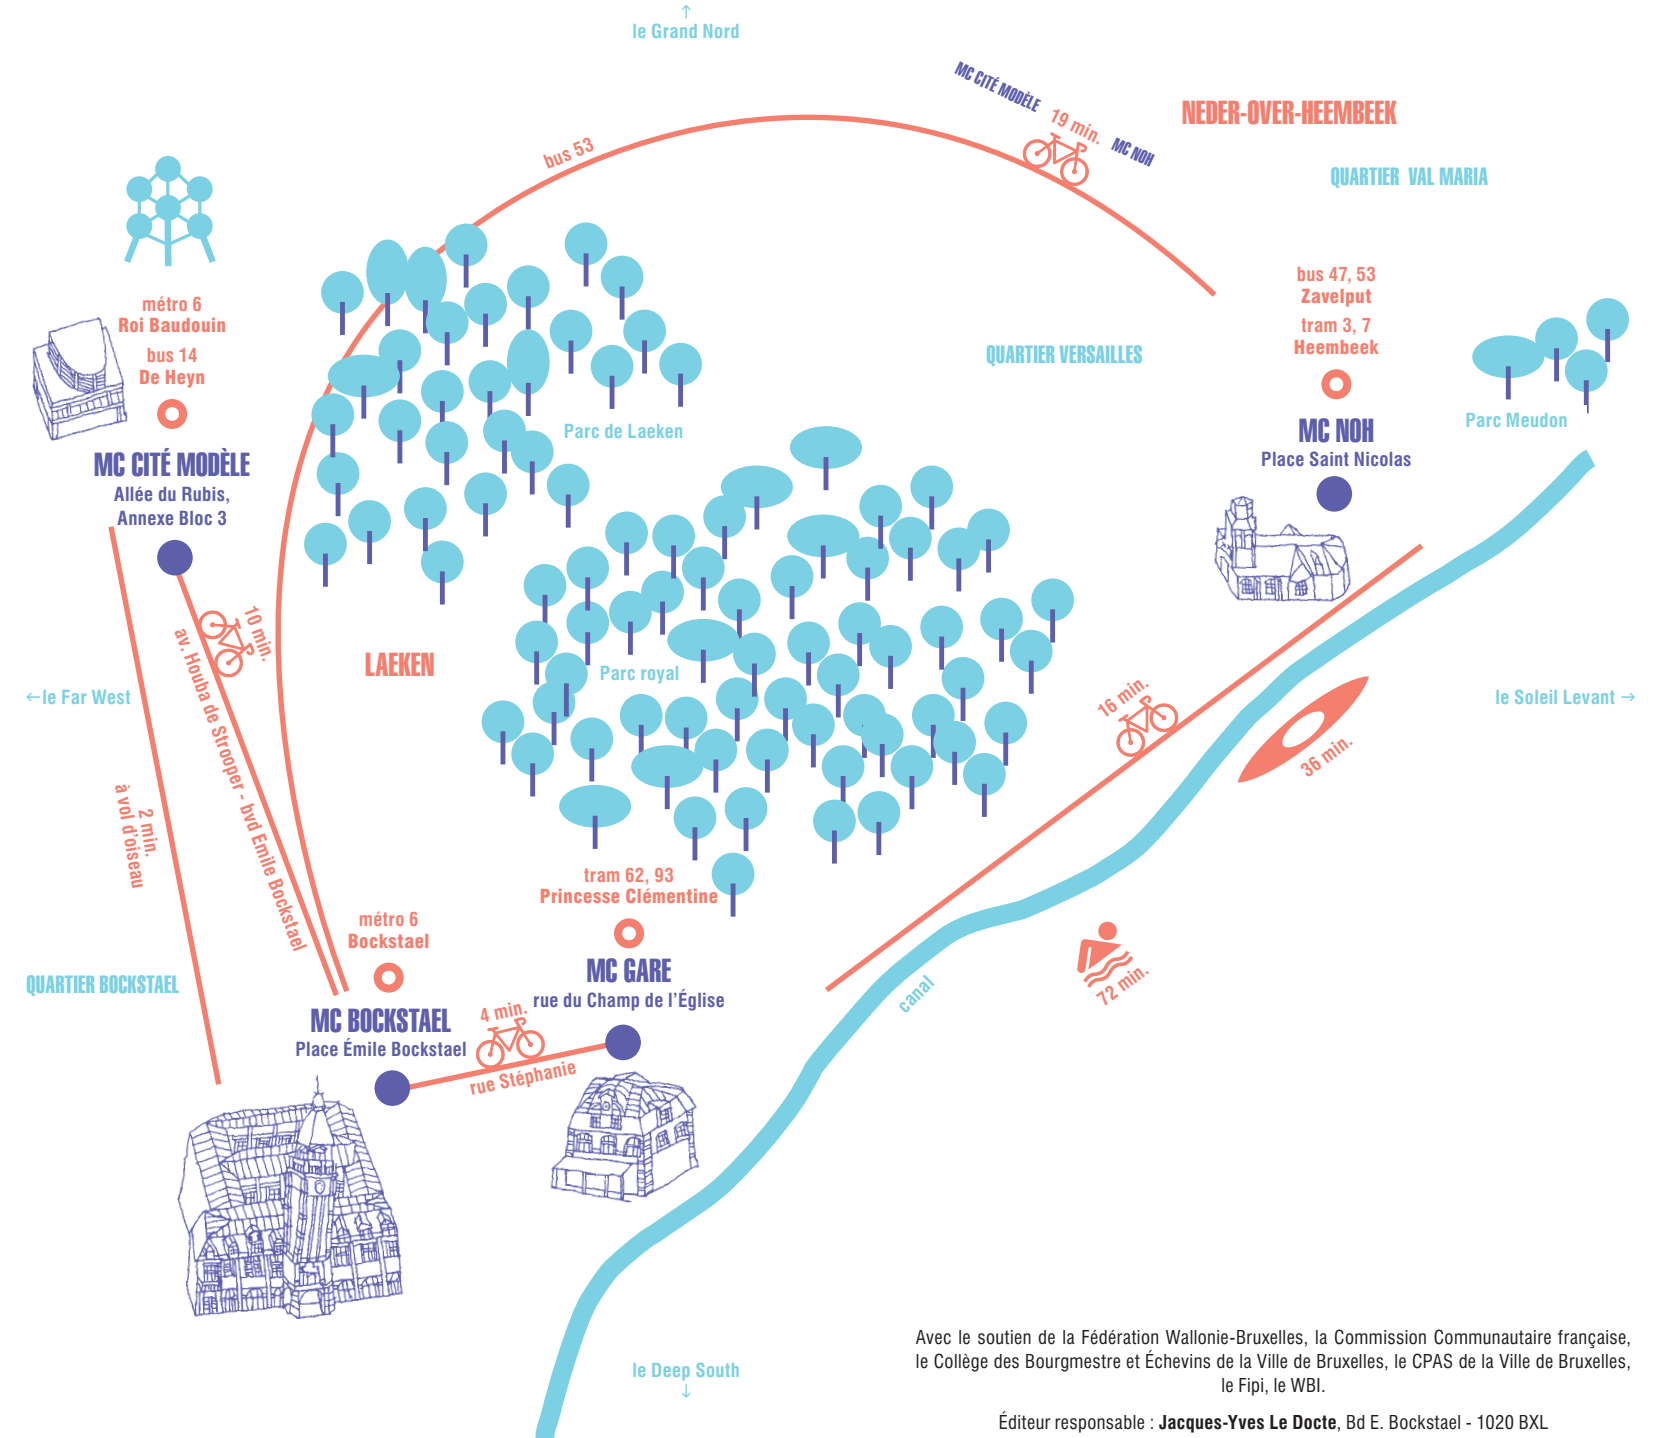 ↑
le Grand Nord
MC CITÉ MODÈLE
19 min.
MC NOH
NEDER-OVER-HEEMBEEK
bus 53
QUARTIER VAL MARIA
métro 6
Roi Baudouin
bus 14
De Heyn
bus 47, 53
Zavelput
tram 3, 7
Heembeek
QUARTIER VERSAILLES
Parc de Laeken
Parc Meudon
MC CITÉ MODÈLE
Allée du Rubis,
Annexe Bloc 3
MC NOH
Place Saint Nicolas
10 min.
av. Houba de Strooper - bvd Emile Bockstael
LAEKEN
Parc royal
←le Far West
le Soleil Levant →
16 min.
36 min.
2 min.
à vol d'oiseau
tram 62, 93
Princesse Clémentine
métro 6
Bockstael
QUARTIER BOCKSTAEL
MC GARE
rue du Champ de l'Église
72 min.
canal
MC BOCKSTAEL
Place Émile Bockstael
4 min.
rue Stéphanie
le Deep South
↓
Avec le soutien de la Fédération Wallonie-Bruxelles, la Commission Communautaire française,
le Collège des Bourgmestre et Échevins de la Ville de Bruxelles, le CPAS de la Ville de Bruxelles,
le Fipi, le WBI.
Éditeur responsable : Jacques-Yves Le Docte, Bd E. Bockstael - 1020 BXL